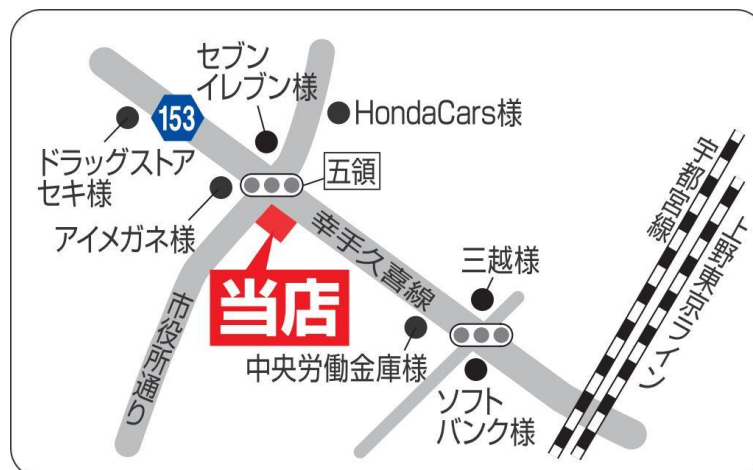 セブン
イレブン様
153
HondaCars様
ドラッグストア
セキ様
五領
アイメガネ様
当店
幸手久喜線
三越様
市役所通り
中央労働金庫様
ソフト
バンク様
宇都宮線
上野東京ライン